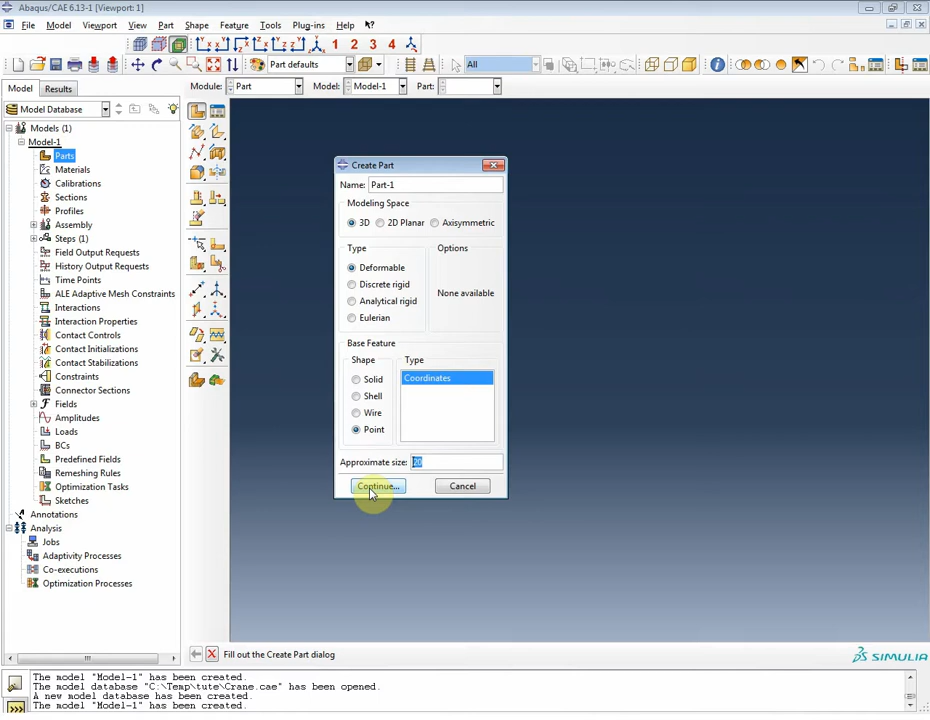 Abaqus/CAE 6.13-1 [Viewport: 1]
File Model Viewport View Part Shape Feature Tools Plug-ins Help
1 2 3 4
Part defaults All
Model Results Module: Part Model: Model-1 Part:
Model Database
Models (1)
Model-1
Parts
Materials
Calibrations
Sections
Profiles
Assembly
Steps (1)
Field Output Requests
History Output Requests
Time Points
ALE Adaptive Mesh Constraints
Interactions
Interaction Properties
Contact Controls
Contact Initializations
Contact Stabilizations
Constraints
Connector Sections
Fields
Amplitudes
Loads
BCs
Predefined Fields
Remeshing Rules
Optimization Tasks
Sketches
Annotations
Analysis
Jobs
Adaptivity Processes
Co-executions
Optimization Processes
Create Part
Name: Part-1
Modeling Space
3D 2D Planar Axisymmetric
Type Options
Deformable
Discrete rigid
Analytical rigid
Eulerian
None available
Base Feature
Shape Type
Solid
Shell
Wire
Point
Coordinates
Approximate size: 20
Continue... Cancel
Fill out the Create Part dialog
SIMULIA
The model "Model-1" has been created.
The model database "C:\Temp\tute\Crane.cae" has been opened.
A new model database has been created.
The model "Model-1" has been created.
>>>